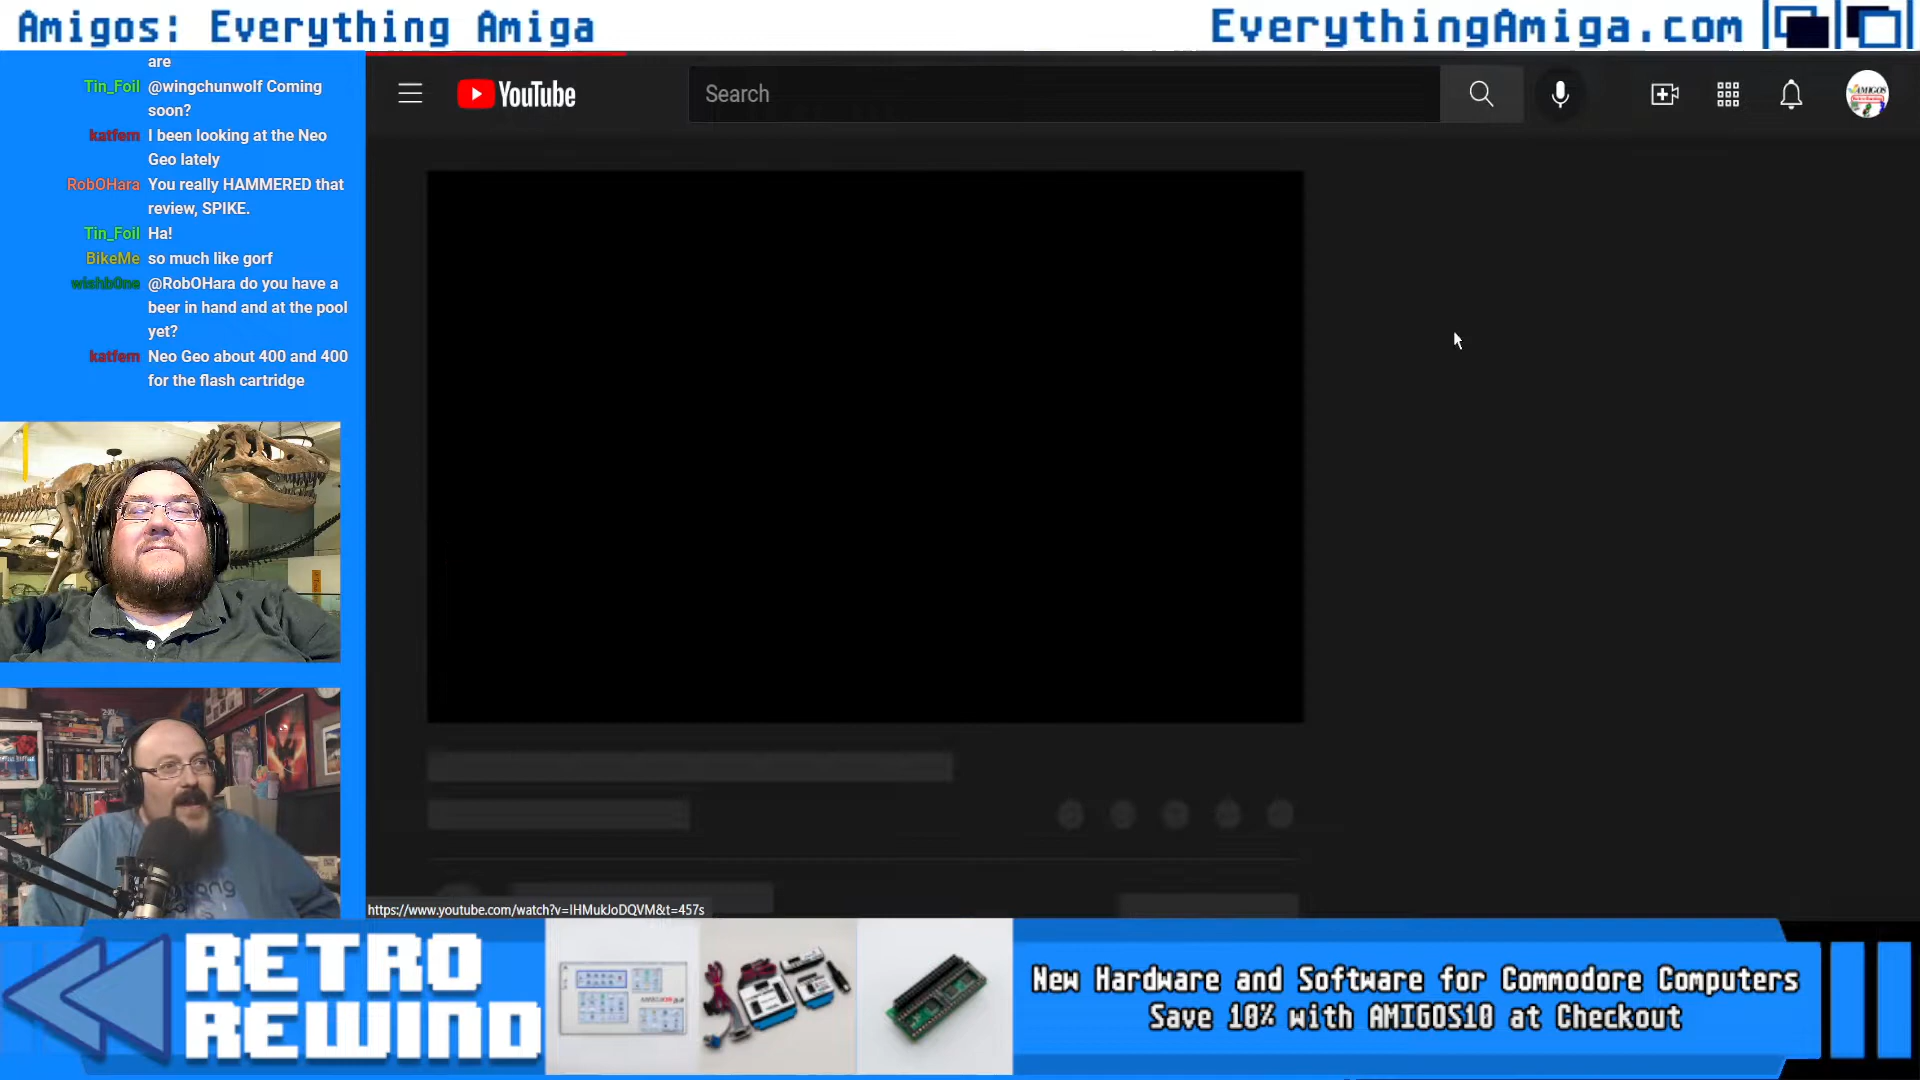 Amigos: Everything Amiga
EverythingAmiga.com
are
Tin_Foil @wingchunwolf Coming
soon?
katfem I been looking at the Neo
Geo lately
RobOHara You really HAMMERED that
review, SPIKE.
Tin_Foil Ha!
BikeMe so much like gorf
wishb0ne @RobOHara do you have a
beer in hand and at the pool
yet?
katfem Neo Geo about 400 and 400
for the flash cartridge
YouTube
Search
https://www.youtube.com/watch?v=IHMukJoDQVM&t=457s
RETRO
REWIND
New Hardware and Software for Commodore Computers
Save 10% with AMIGOS10 at Checkout